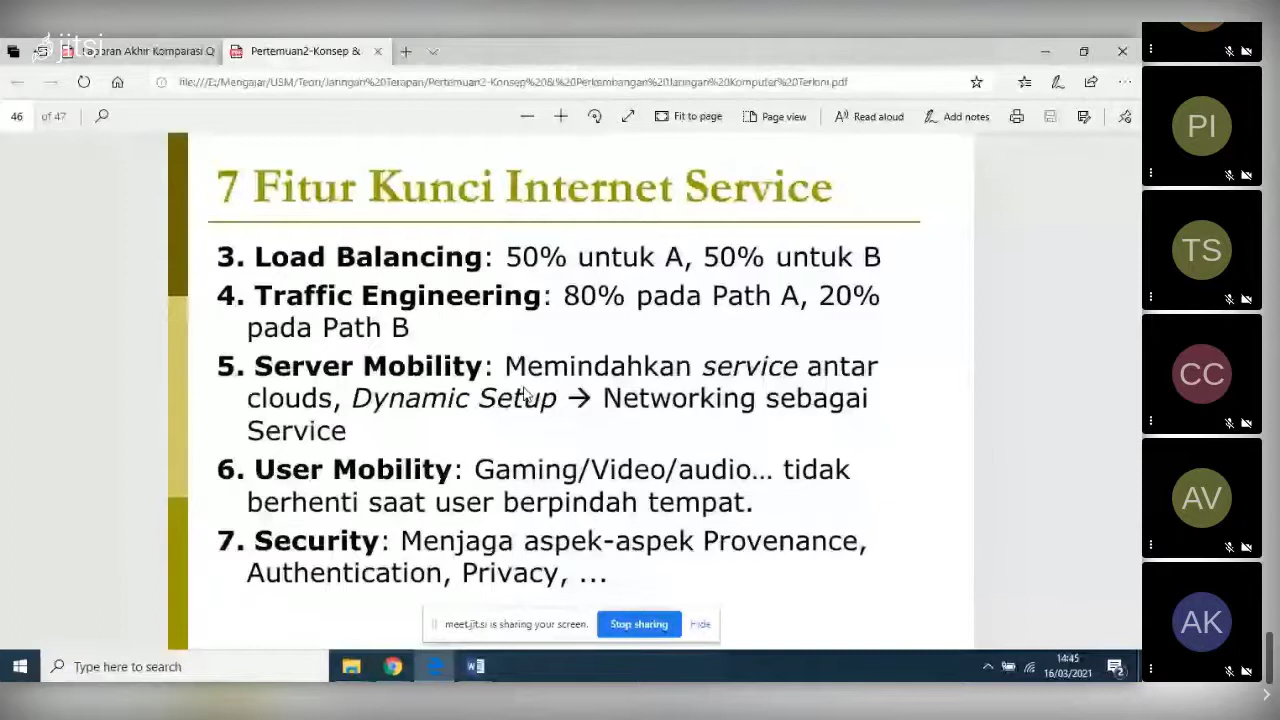 jitsi
Laporan Akhir Komparasi Q
Pertemuan2-Konsep &
file:///E:/Mengajar/USM/Teori/Jaringan%20Terapan/Pertemuan2-Konsep%20&%20Perkembangan%20Jaringan%20Komputer%20Terkini.pdf
46 of 47
Fit to page
Page view
Read aloud
Add notes
7 Fitur Kunci Internet Service
3. Load Balancing: 50% untuk A, 50% untuk B
4. Traffic Engineering: 80% pada Path A, 20%
pada Path B
5. Server Mobility: Memindahkan service antar
clouds, Dynamic Setup → Networking sebagai
Service
6. User Mobility: Gaming/Video/audio... tidak
berhenti saat user berpindah tempat.
7. Security: Menjaga aspek-aspek Provenance,
Authentication, Privacy, ...
meet.jit.si is sharing your screen.
Stop sharing
Hide
Type here to search
14:45
16/03/2021
2
PI
TS
CC
AV
AK